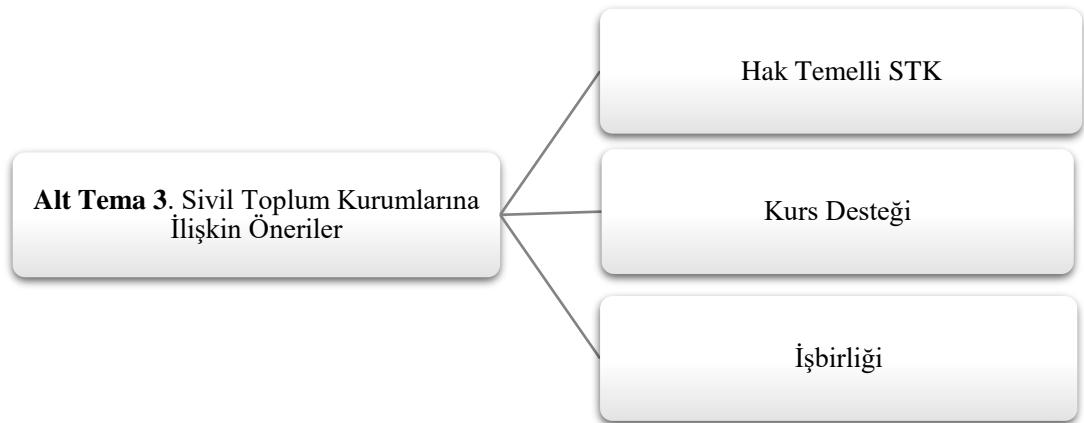 Alt Tema 3. Sivil Toplum Kurumlarına
İlişkin Öneriler
Hak Temelli STK
Kurs Desteği
İşbirliği